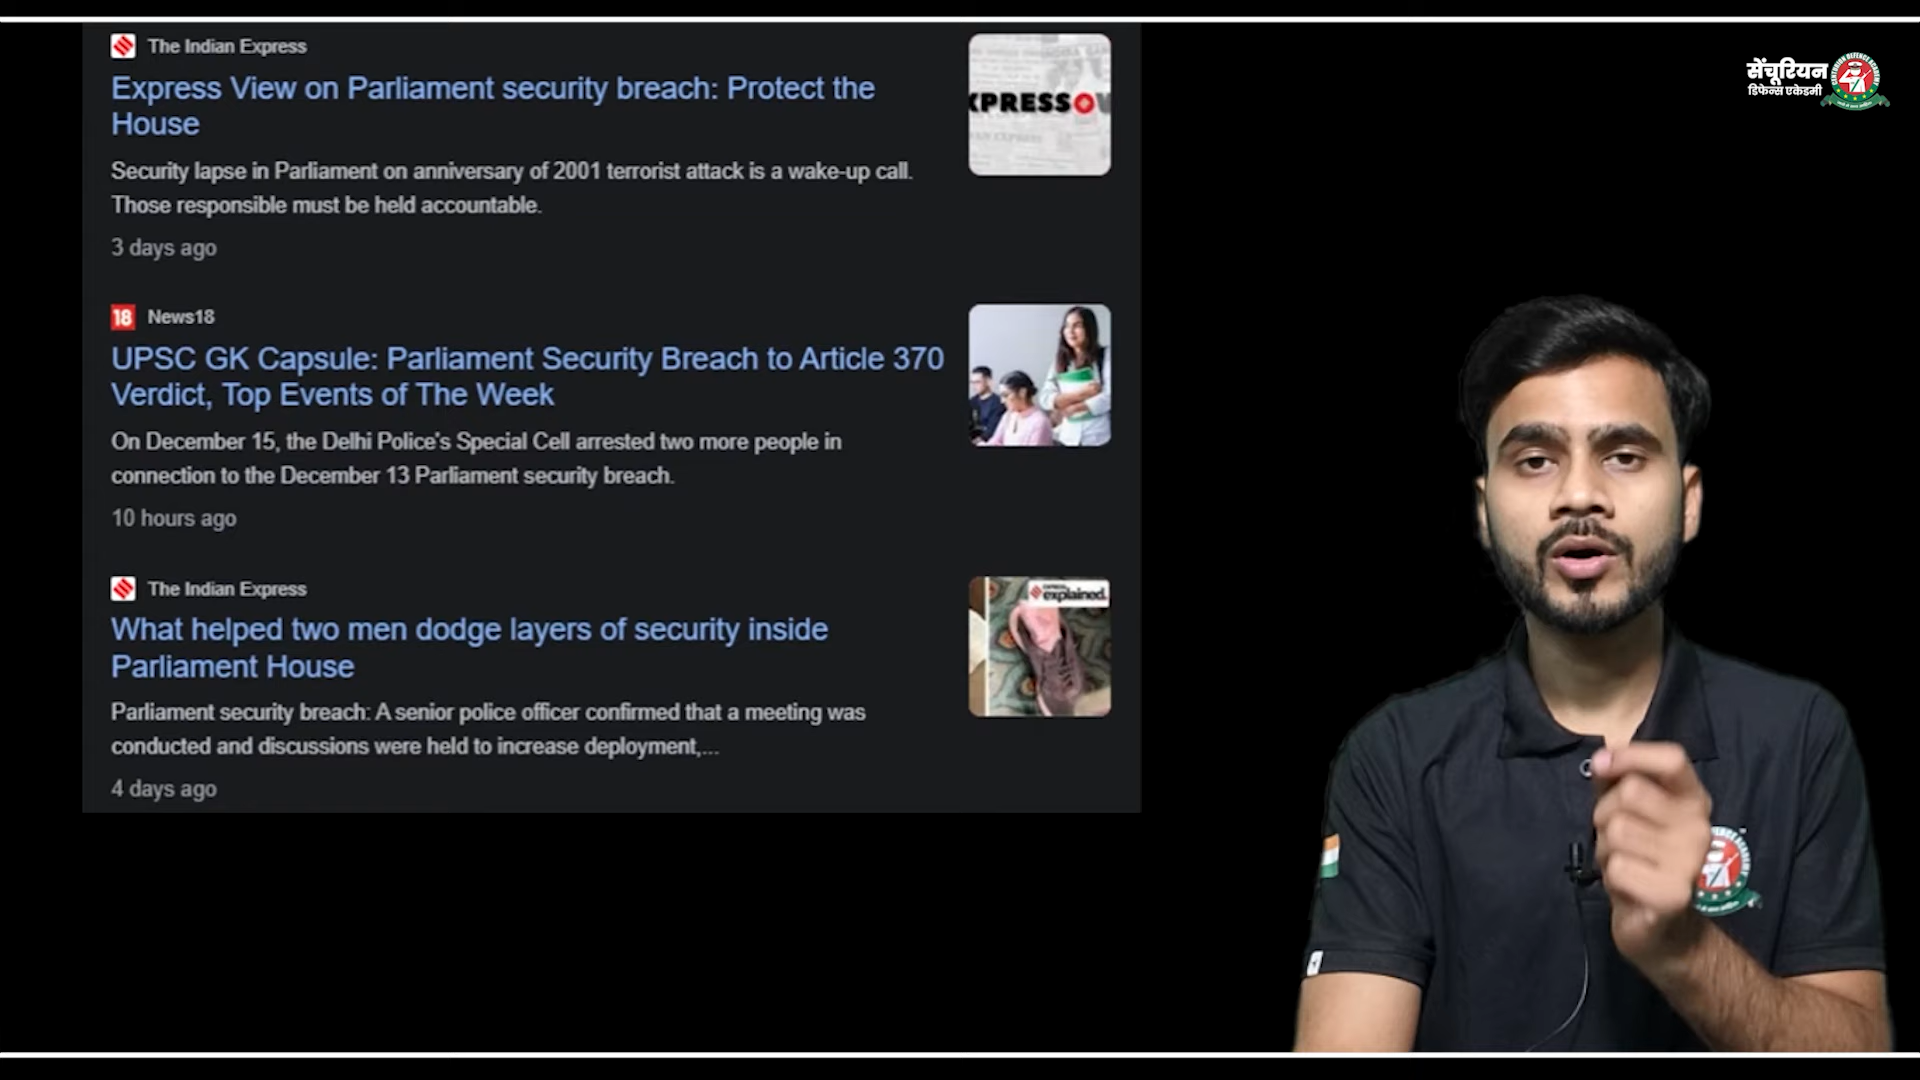 The Indian Express
Express View on Parliament security breach: Protect the
House
Security lapse in Parliament on anniversary of 2001 terrorist attack is a wake-up call.
Those responsible must be held accountable.
3 days ago
XPRESSO
18 News18
UPSC GK Capsule: Parliament Security Breach to Article 370
Verdict, Top Events of The Week
On December 15, the Delhi Police's Special Cell arrested two more people in
connection to the December 13 Parliament security breach.
10 hours ago
The Indian Express
What helped two men dodge layers of security inside
Parliament House
Parliament security breach: A senior police officer confirmed that a meeting was
conducted and discussions were held to increase deployment,...
4 days ago
explained.
सेंचूरियन
डिफेन्स एकेडमी